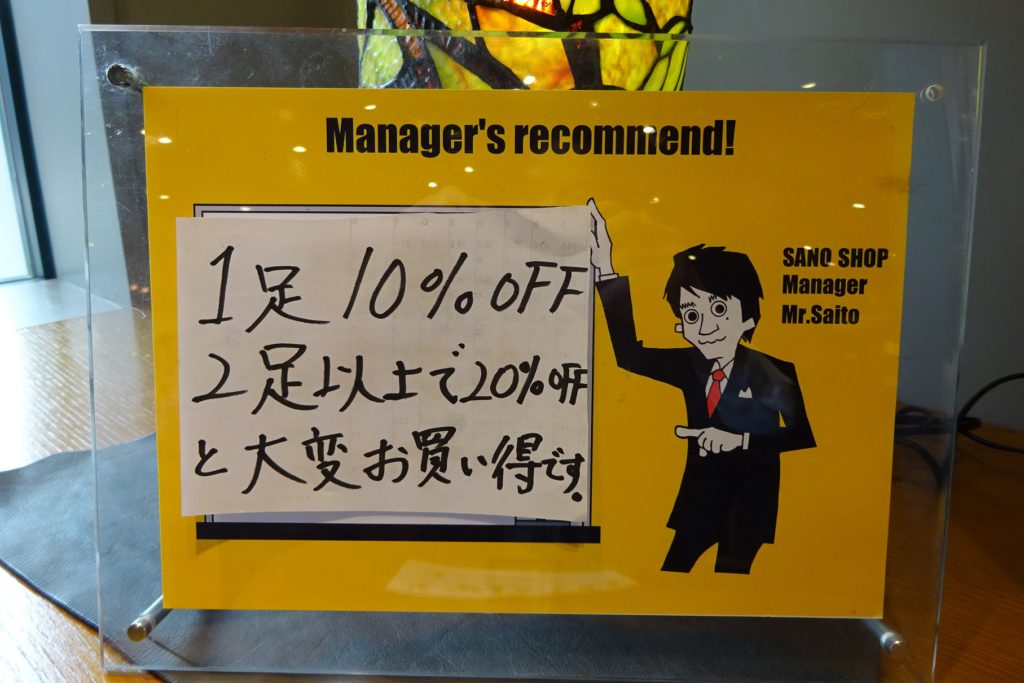 Manager's recommend!
SANO SHOP
Manager
Mr.Saito
1足 10% OFF
2足以上で20%OFF
と大変お買い得です.